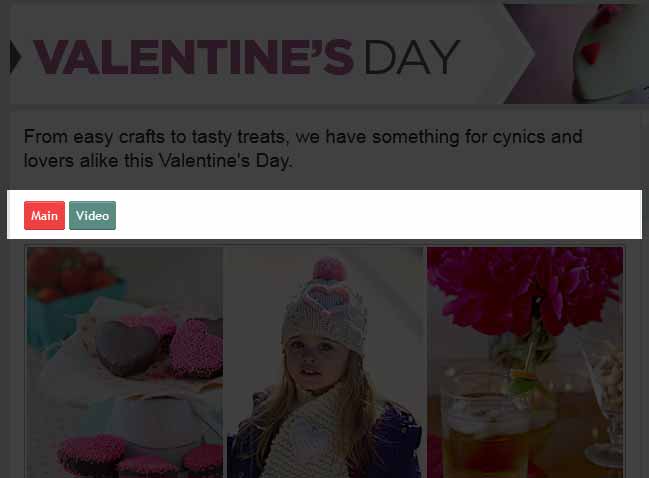 VALENTINE'S DAY
From easy crafts to tasty treats, we have something for cynics and
lovers alike this Valentine's Day.
Main Video